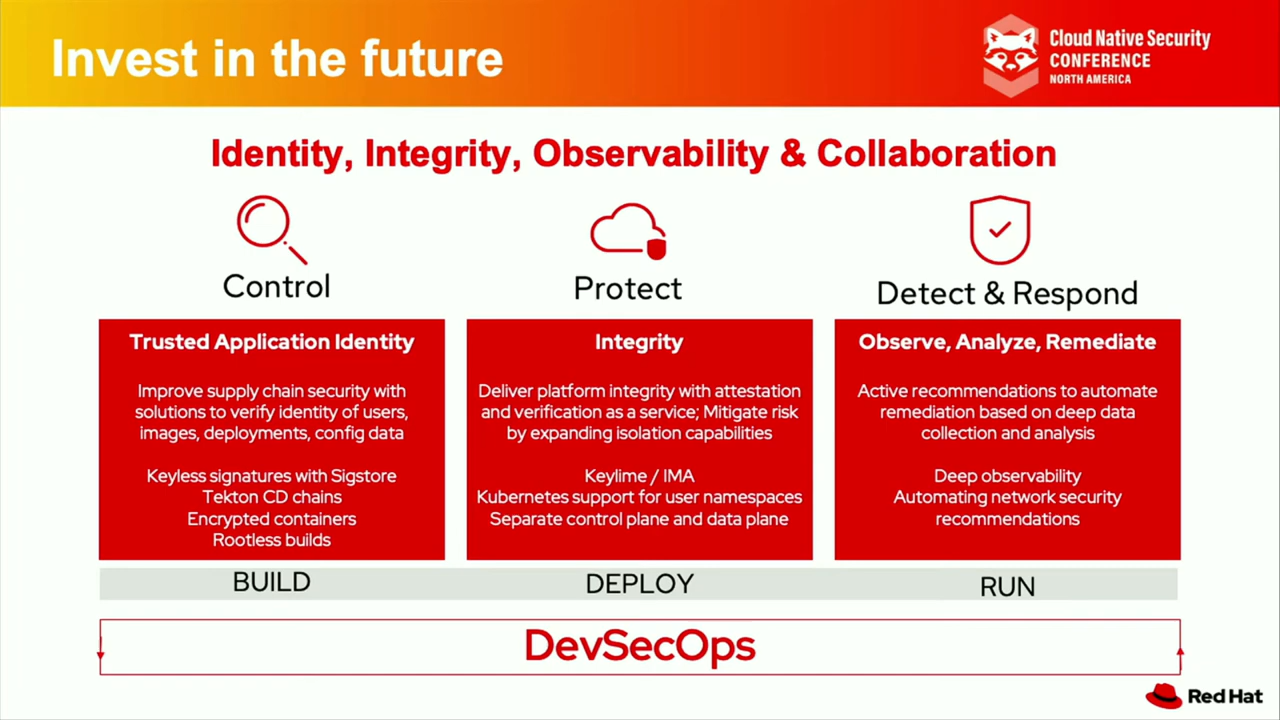 Invest in the future
Cloud Native Security
CONFERENCE
NORTH AMERICA
Identity, Integrity, Observability & Collaboration
Control
Trusted Application Identity
Improve supply chain security with
solutions to verify identity of users,
images, deployments, config data
Keyless signatures with Sigstore
Tekton CD chains
Encrypted containers
Rootless builds
BUILD
Protect
Integrity
Deliver platform integrity with attestation
and verification as a service; Mitigate risk
by expanding isolation capabilities
Keylime / IMA
Kubernetes support for user namespaces
Separate control plane and data plane
DEPLOY
Detect & Respond
Observe, Analyze, Remediate
Active recommendations to automate
remediation based on deep data
collection and analysis
Deep observability
Automating network security
recommendations
RUN
DevSecOps
Red Hat